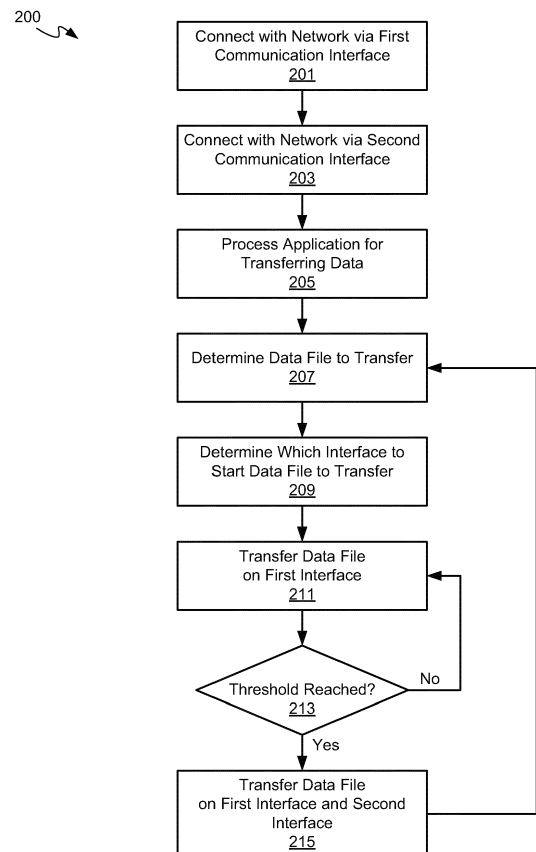 200
Connect with Network via First
Communication Interface
201
Connect with Network via Second
Communication Interface
203
Process Application for
Transferring Data
205
Determine Data File to Transfer
207
Determine Which Interface to
Start Data File to Transfer
209
Transfer Data File
on First Interface
211
No
Threshold Reached?
213
Yes
Transfer Data File
on First Interface and Second
Interface
215